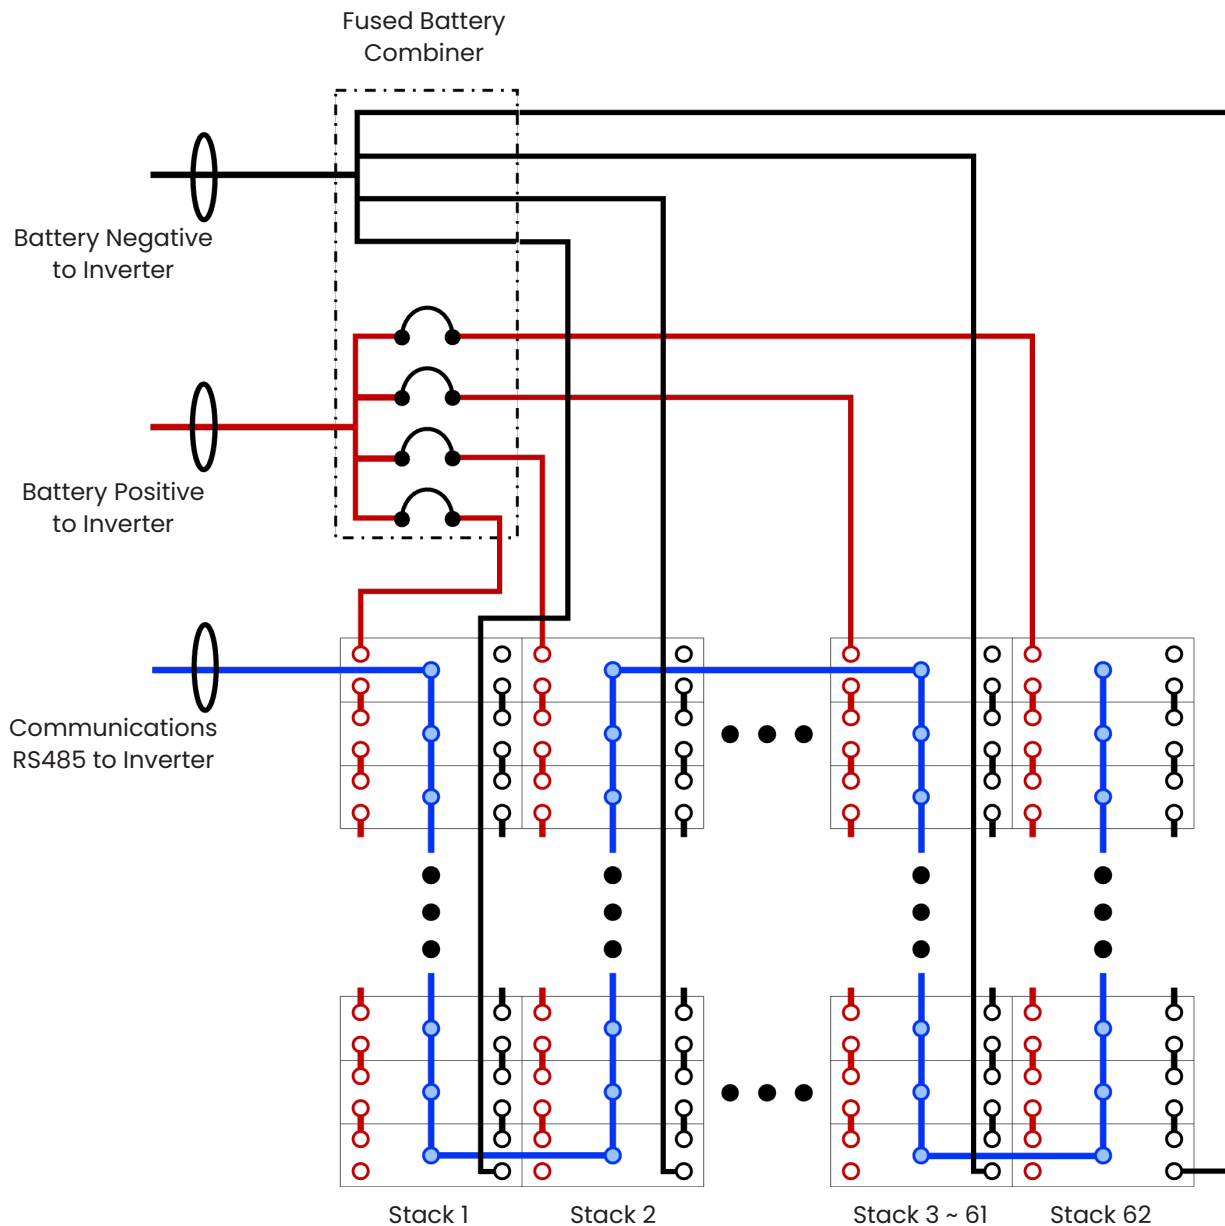 Fused Battery
Combiner
Battery Negative
to Inverter
Battery Positive
to Inverter
Communications
RS485 to Inverter
Stack 1
Stack 2
Stack 3 ~ 61
Stack 62